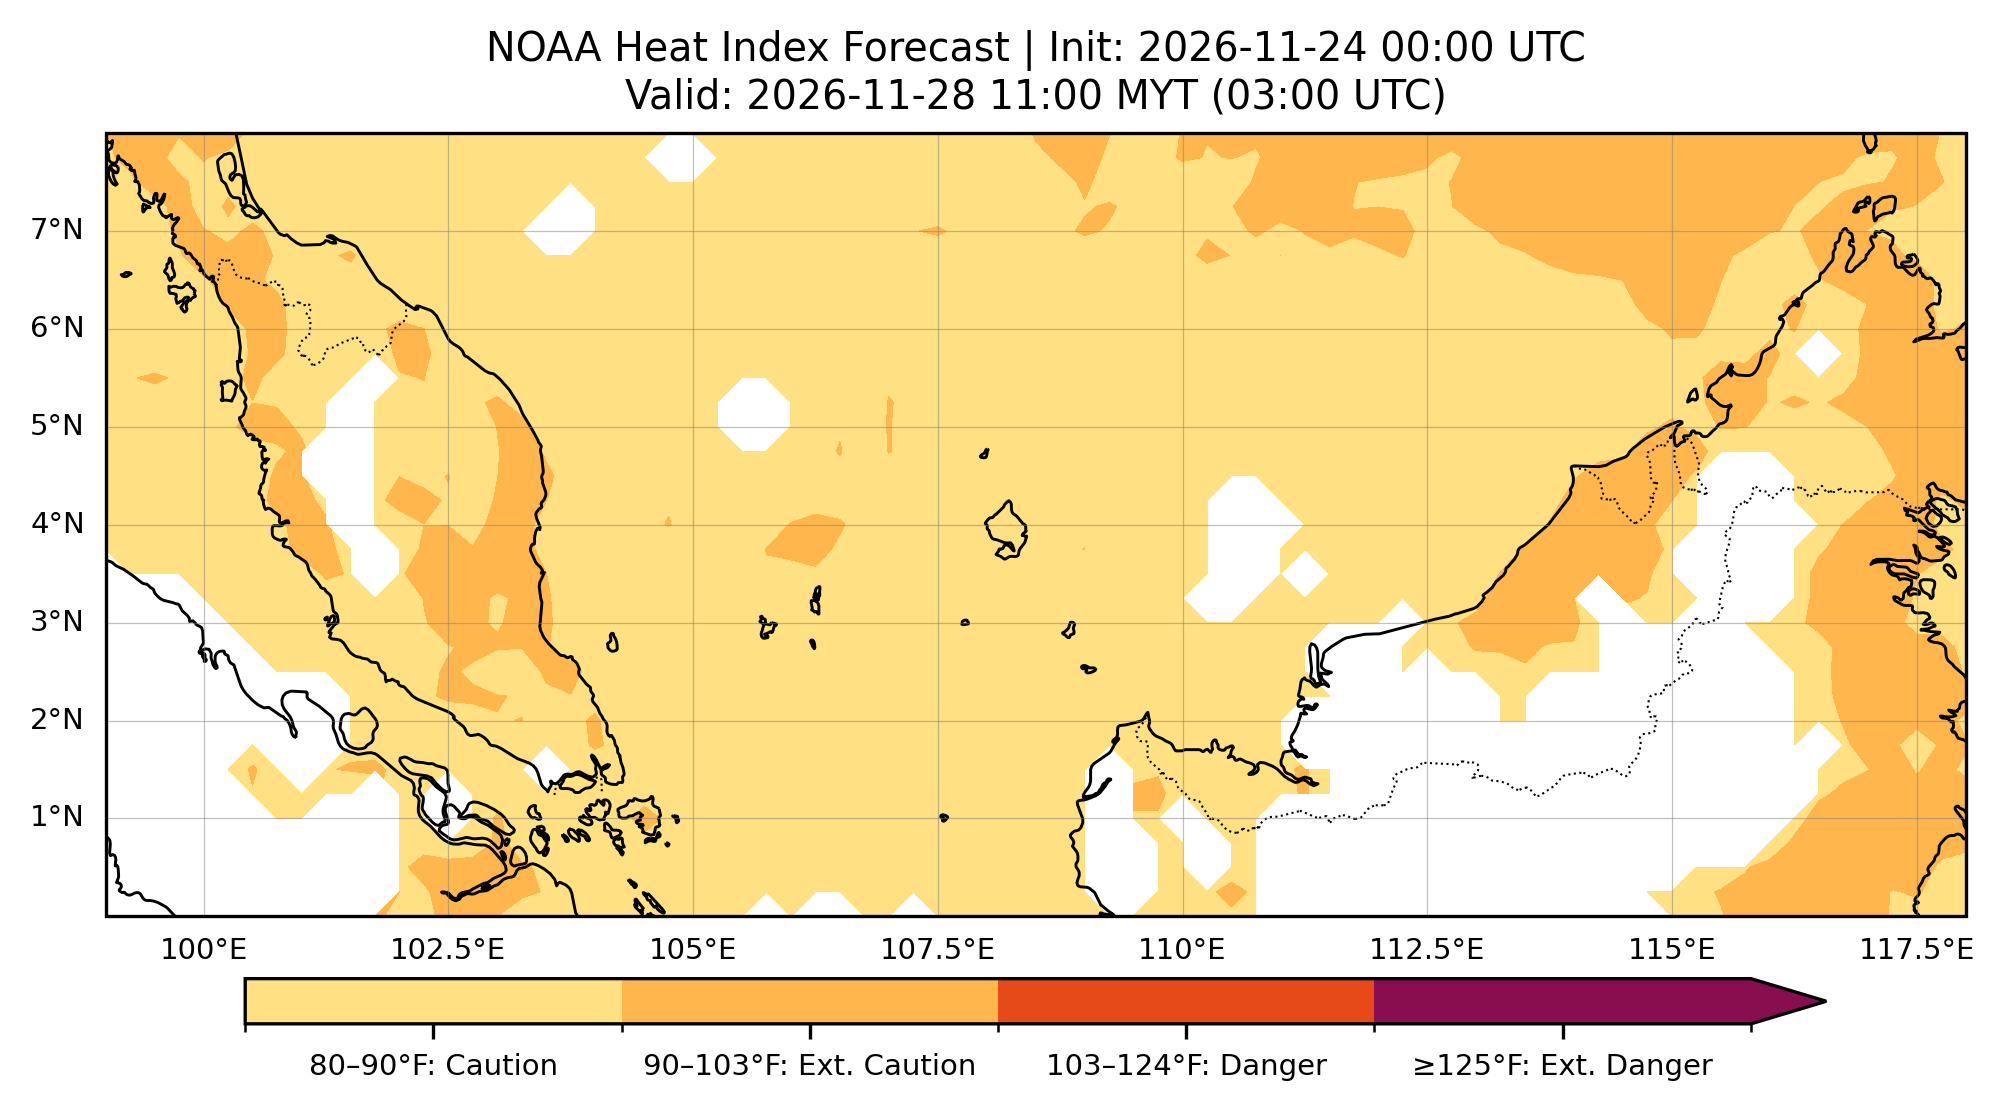 NOAA Heat Index Forecast | Init: 2026-11-24 00:00 UTC
Valid: 2026-11-28 11:00 MYT (03:00 UTC)
7°N
6°N
5°N
4°N
3°N
2°N
1°N
100°E 102.5°E 105°E 107.5°E 110°E 112.5°E 115°E 117.5°E
80–90°F: Caution 90–103°F: Ext. Caution 103–124°F: Danger ≥125°F: Ext. Danger